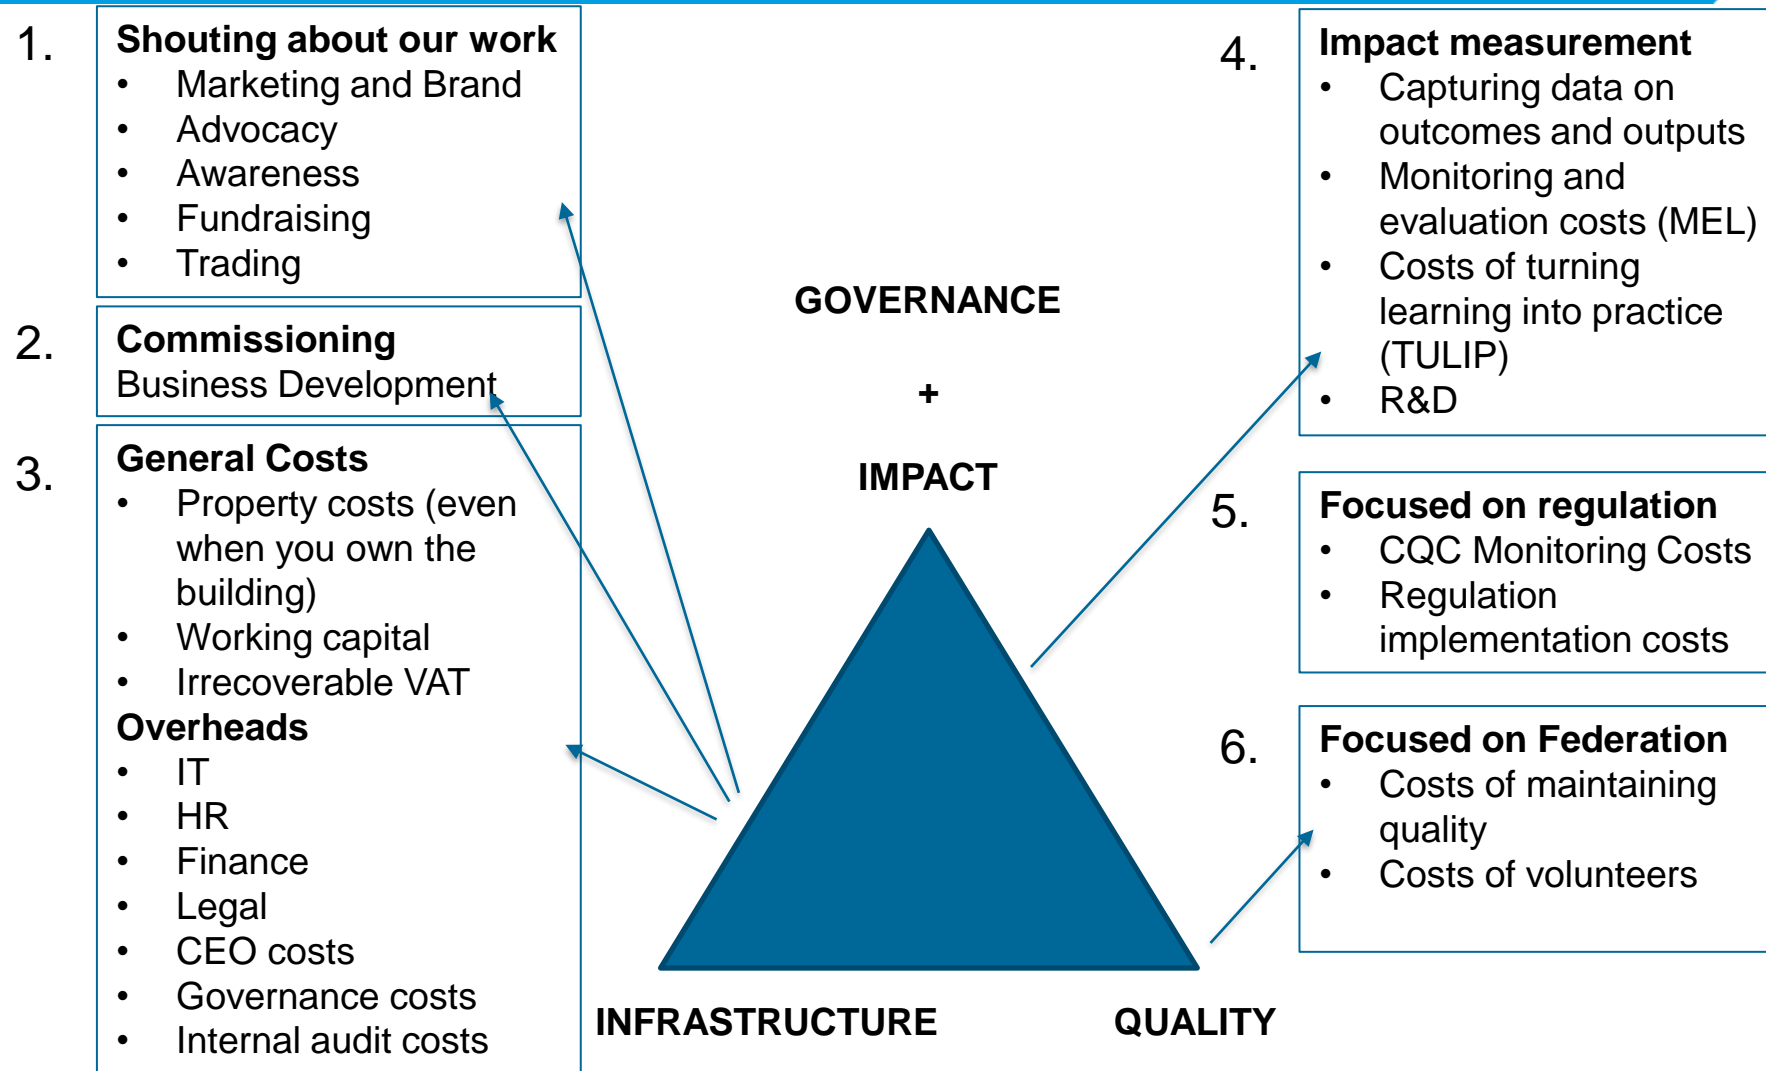 1.
Shouting about our work
• Marketing and Brand
• Advocacy
• Awareness
• Fundraising
• Trading
2.
Commissioning
Business Development
3.
General Costs
• Property costs (even
when you own the
building)
• Working capital
• Irrecoverable VAT
Overheads
• IT
• HR
• Finance
• Legal
• CEO costs
• Governance costs
• Internal audit costs
GOVERNANCE
+
IMPACT
INFRASTRUCTURE
QUALITY
4.
Impact measurement
• Capturing data on
outcomes and outputs
• Monitoring and
evaluation costs (MEL)
• Costs of turning
learning into practice
(TULIP)
• R&D
5.
Focused on regulation
• CQC Monitoring Costs
• Regulation
implementation costs
6.
Focused on Federation
• Costs of maintaining
quality
• Costs of volunteers